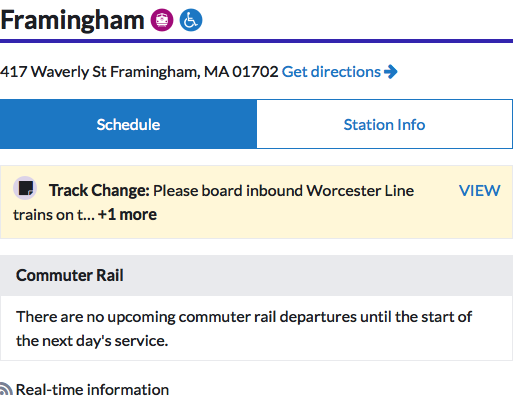 Framingham
417 Waverly St Framingham, MA 01702 Get directions
Schedule
Station Info
Track Change: Please board inbound Worcester Line
trains on t... +1 more
VIEW
Commuter Rail
There are no upcoming commuter rail departures until the start of
the next day's service.
Real-time information